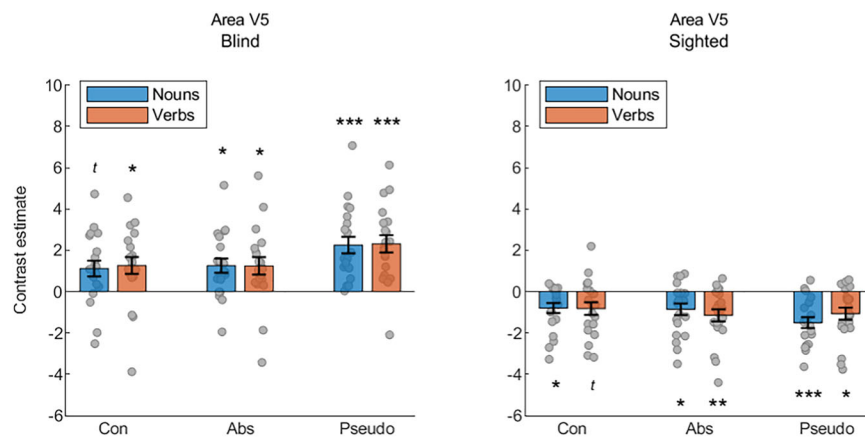 Area V5
Blind
Contrast estimate
10
8
6
4
2
0
-2
-4
-6
Nouns
Verbs
t
*
*
*
***
***
Con
Abs
Pseudo
Area V5
Sighted
10
8
6
4
2
0
-2
-4
-6
Nouns
Verbs
*
t
*
**
***
*
Con
Abs
Pseudo